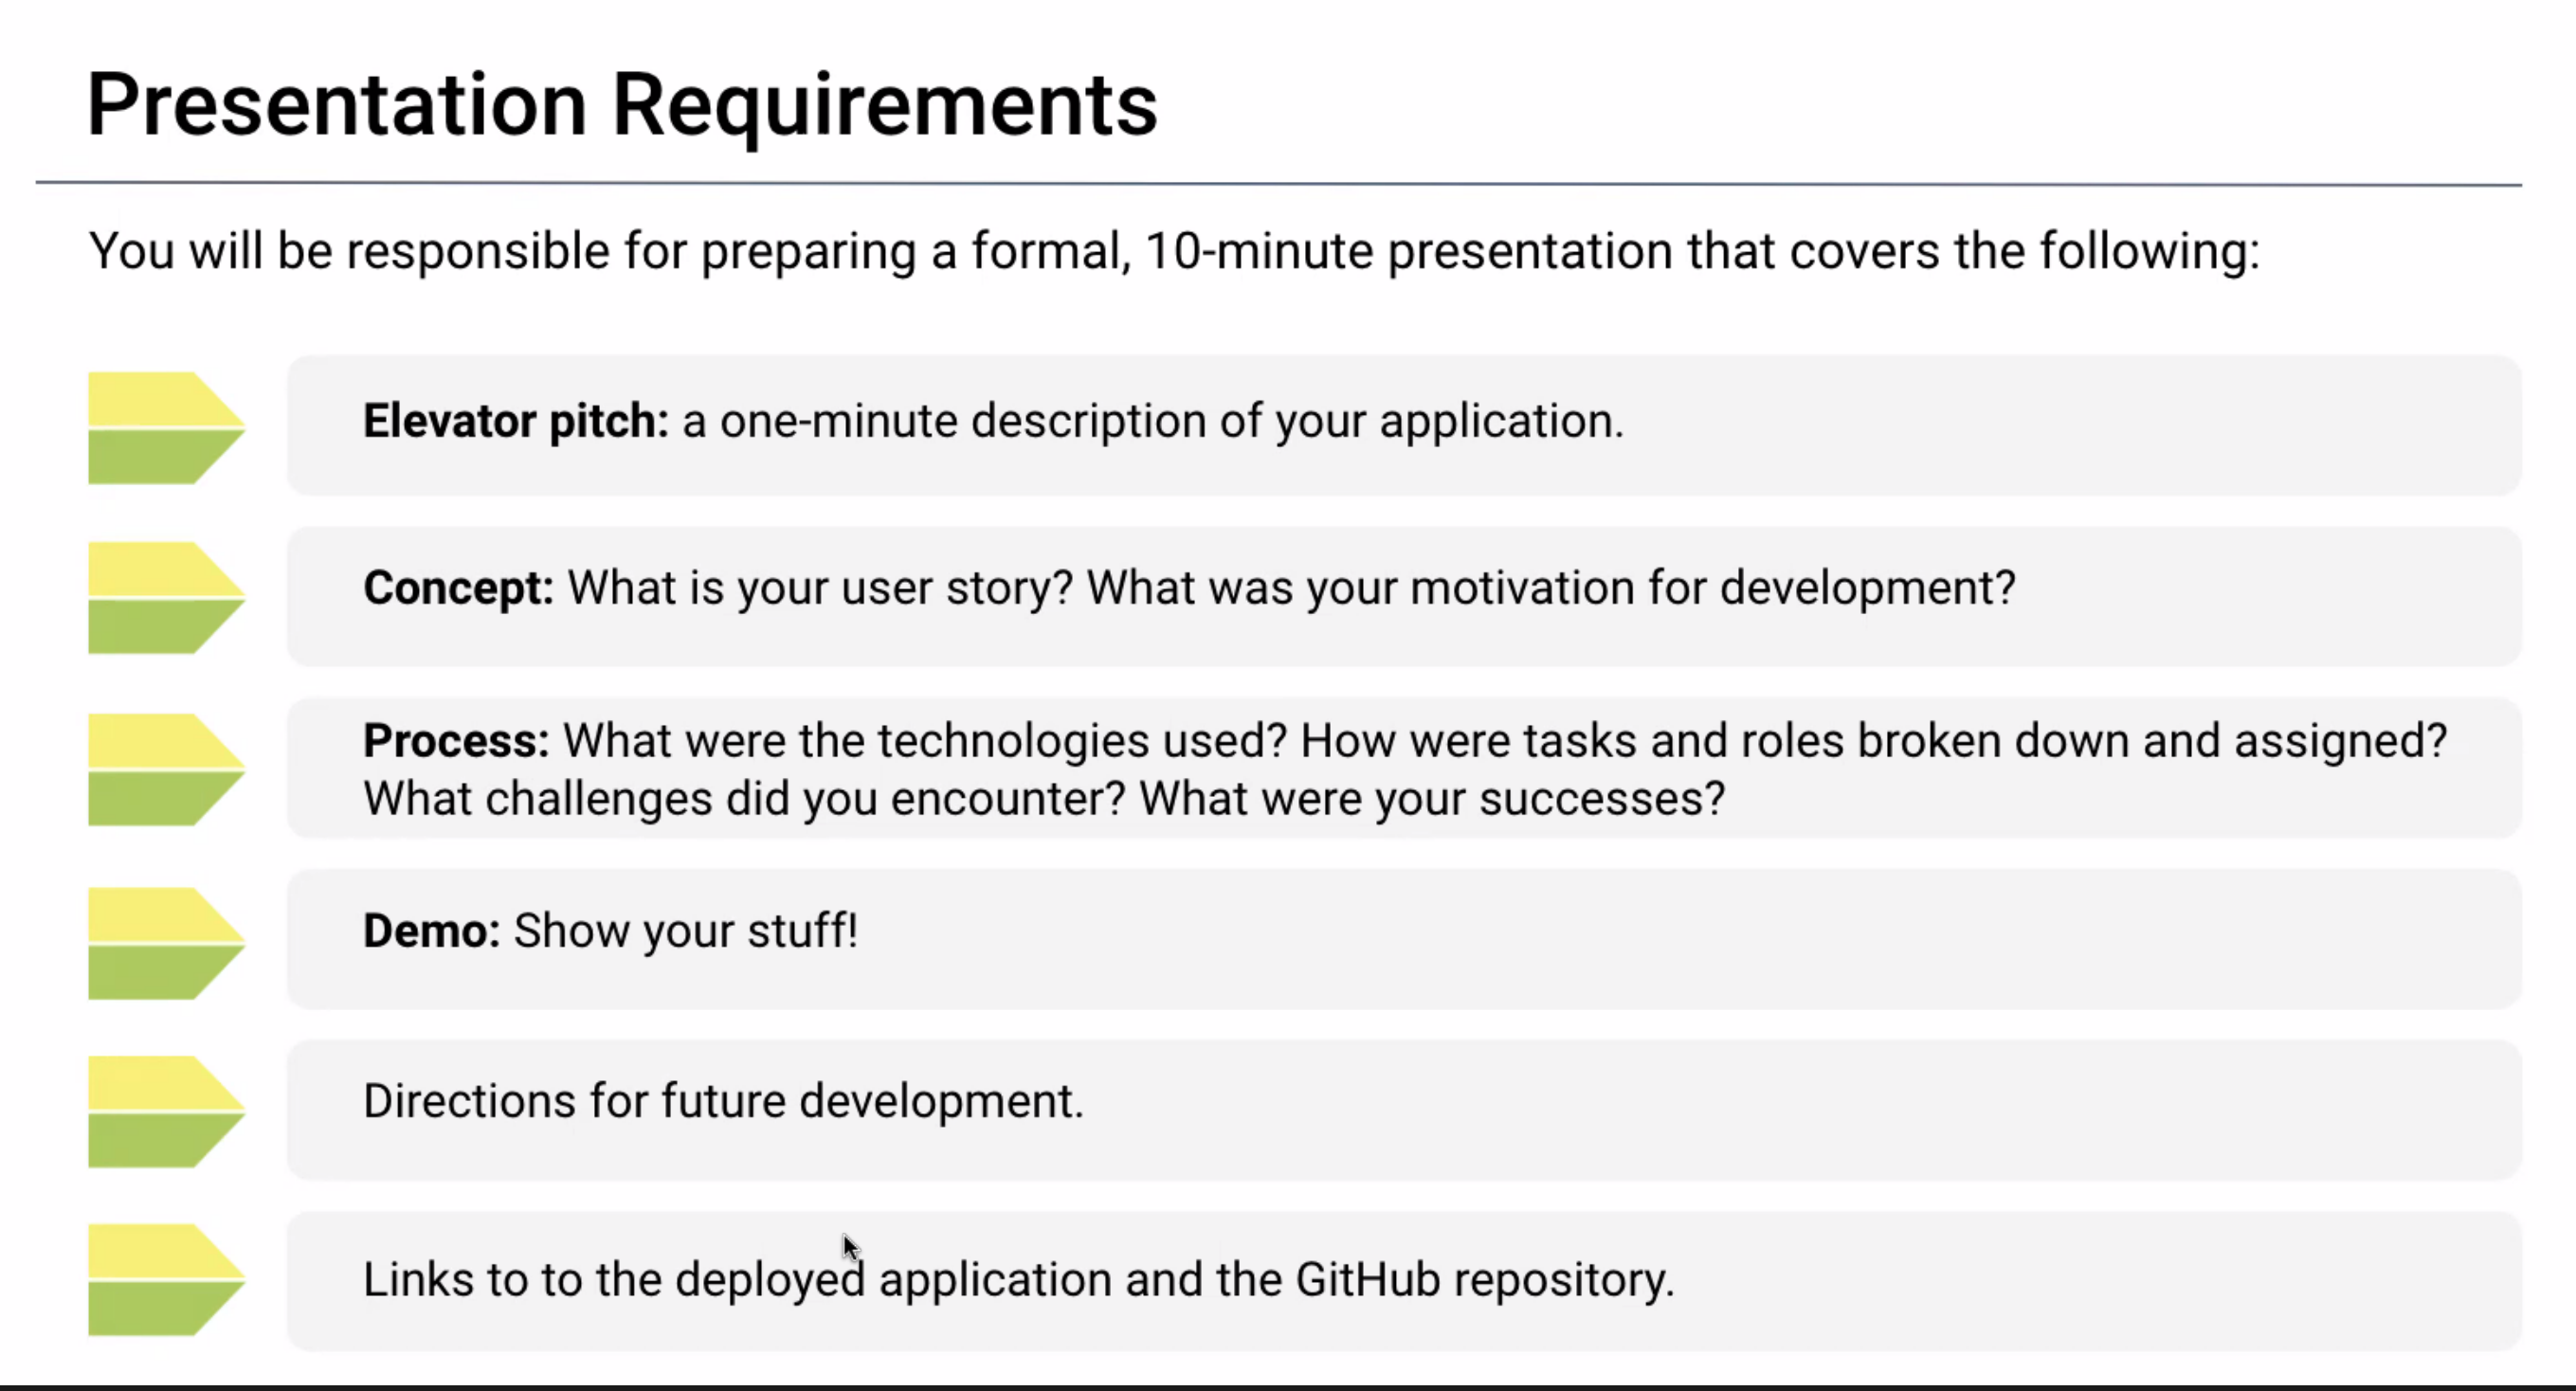 Presentation Requirements
You will be responsible for preparing a formal, 10-minute presentation that covers the following:
Elevator pitch: a one-minute description of your application.
Concept: What is your user story? What was your motivation for development?
Process: What were the technologies used? How were tasks and roles broken down and assigned?
What challenges did you encounter? What were your successes?
Demo: Show your stuff!
Directions for future development.
Links to to the deployed application and the GitHub repository.